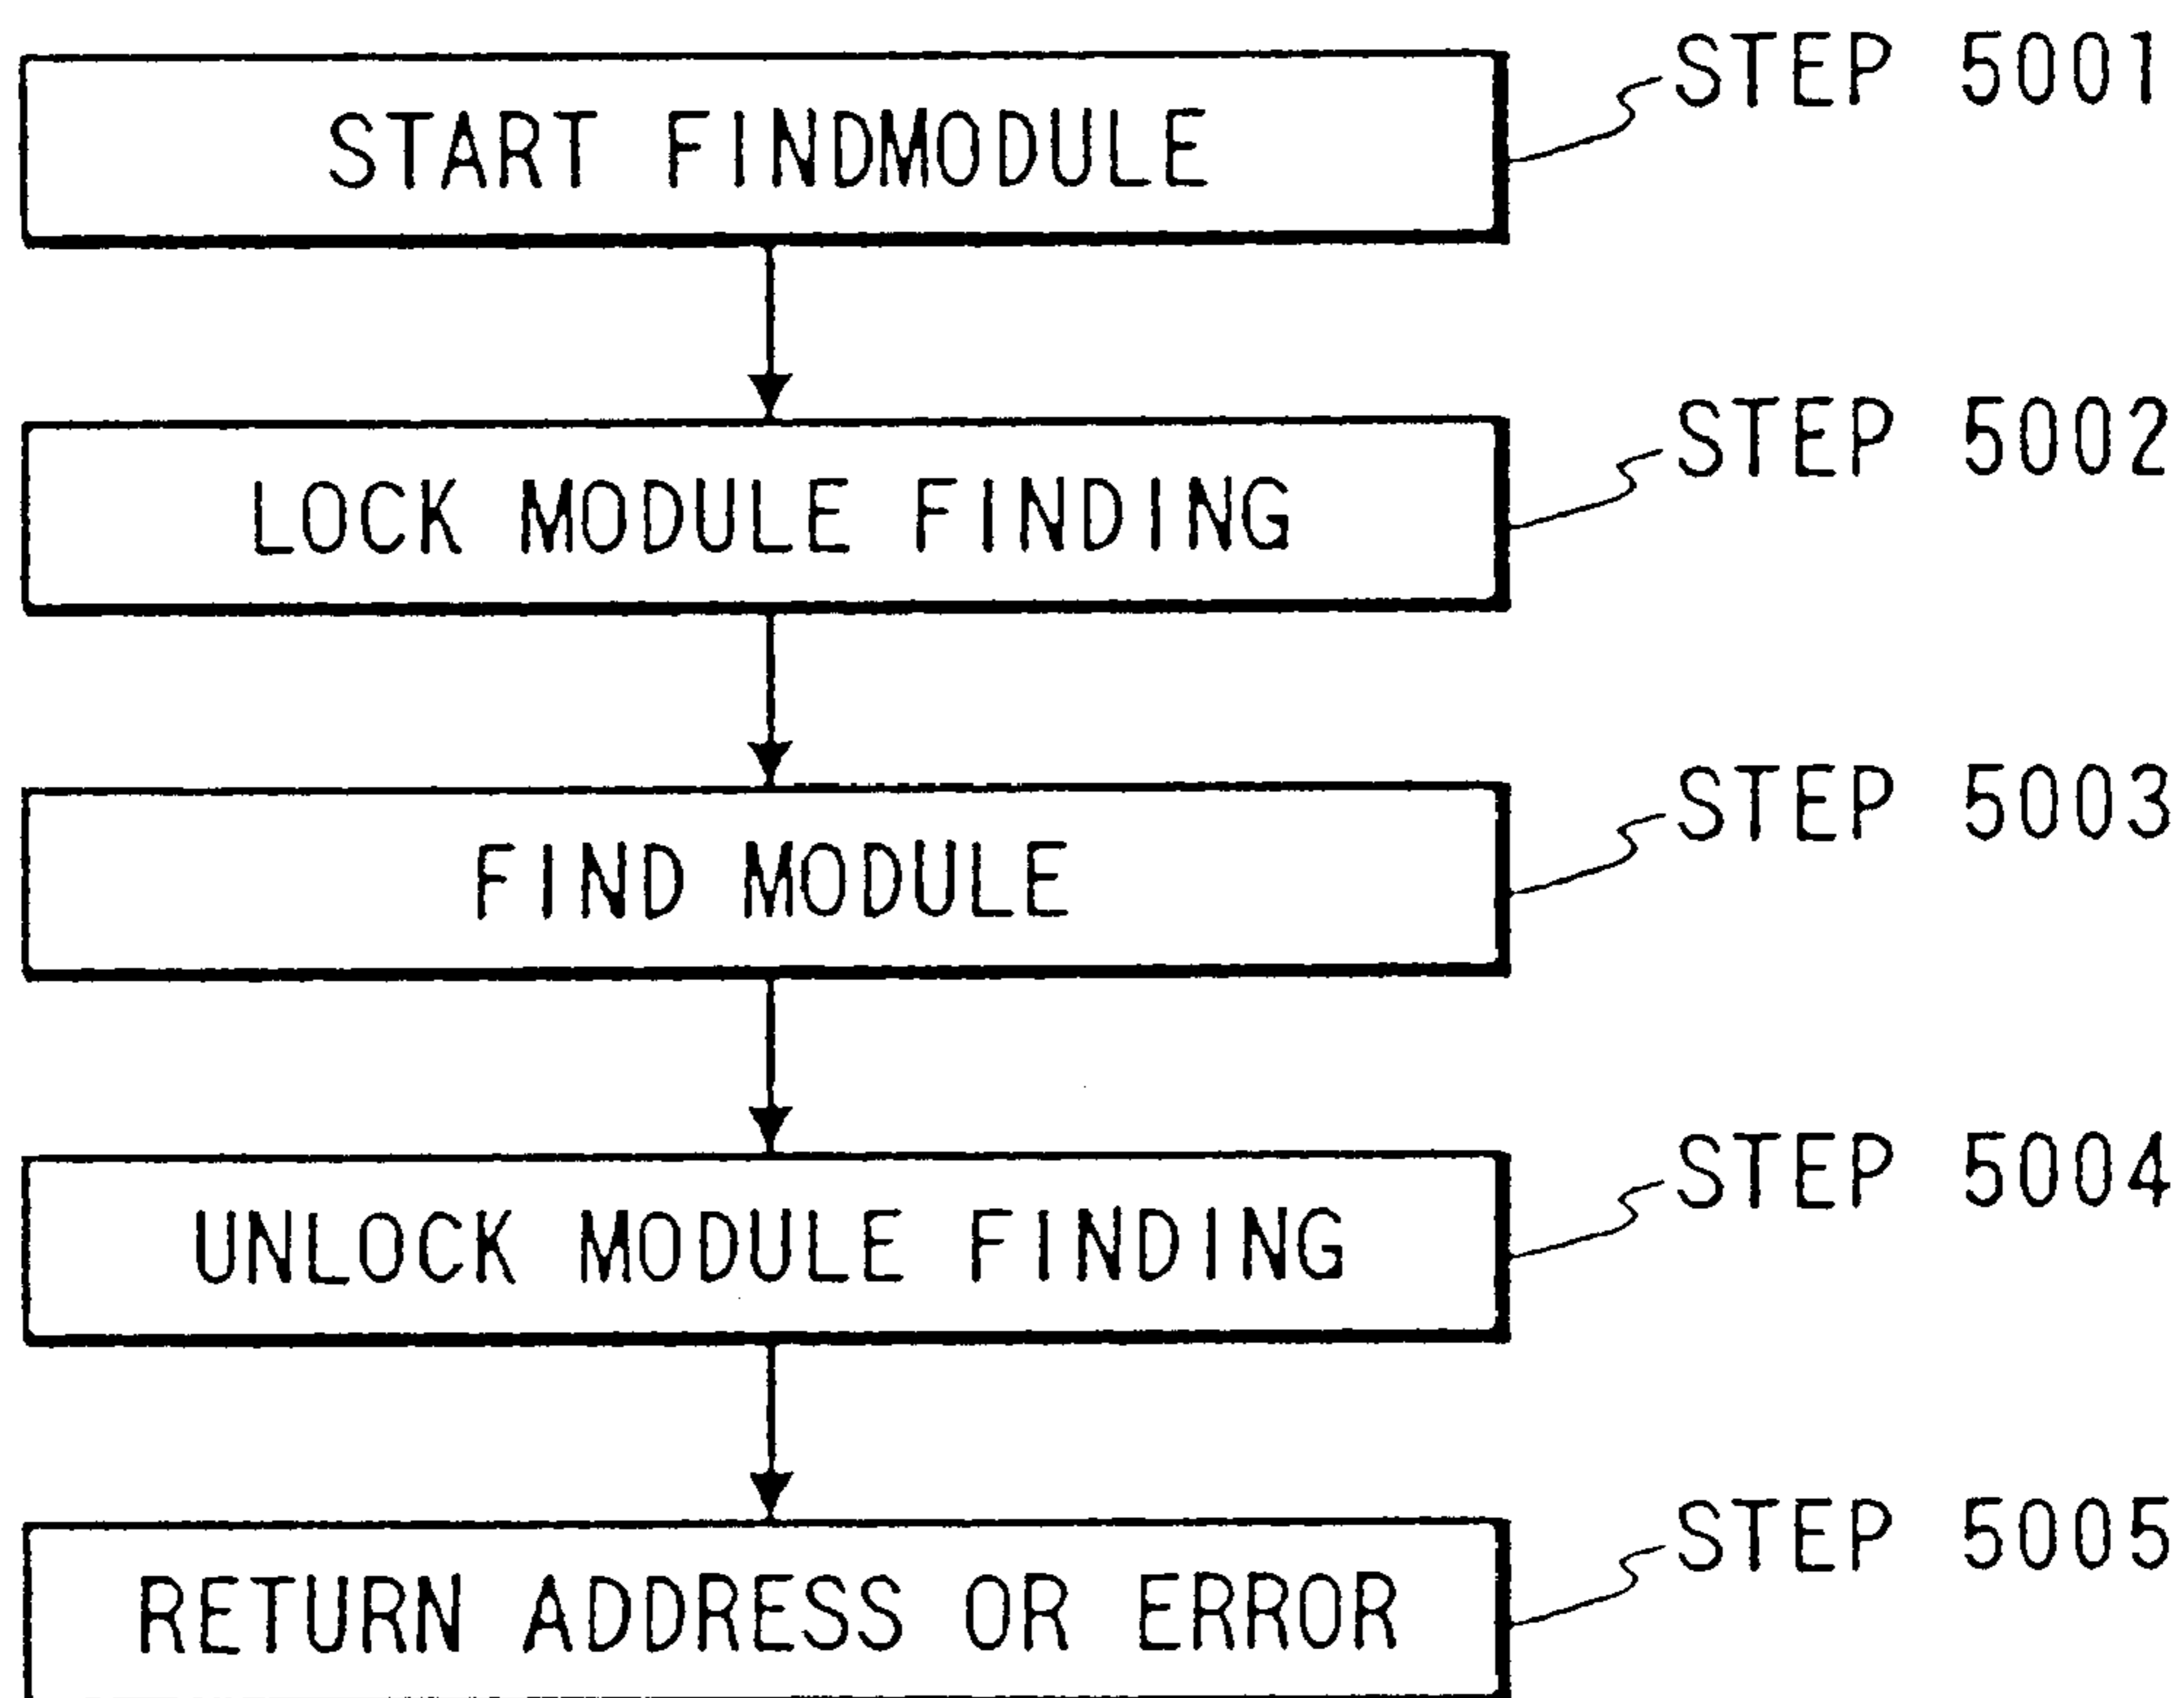 START FINDMODULE
STEP 5001
LOCK MODULE FINDING
STEP 5002
FIND MODULE
STEP 5003
UNLOCK MODULE FINDING
STEP 5004
RETURN ADDRESS OR ERROR
STEP 5005